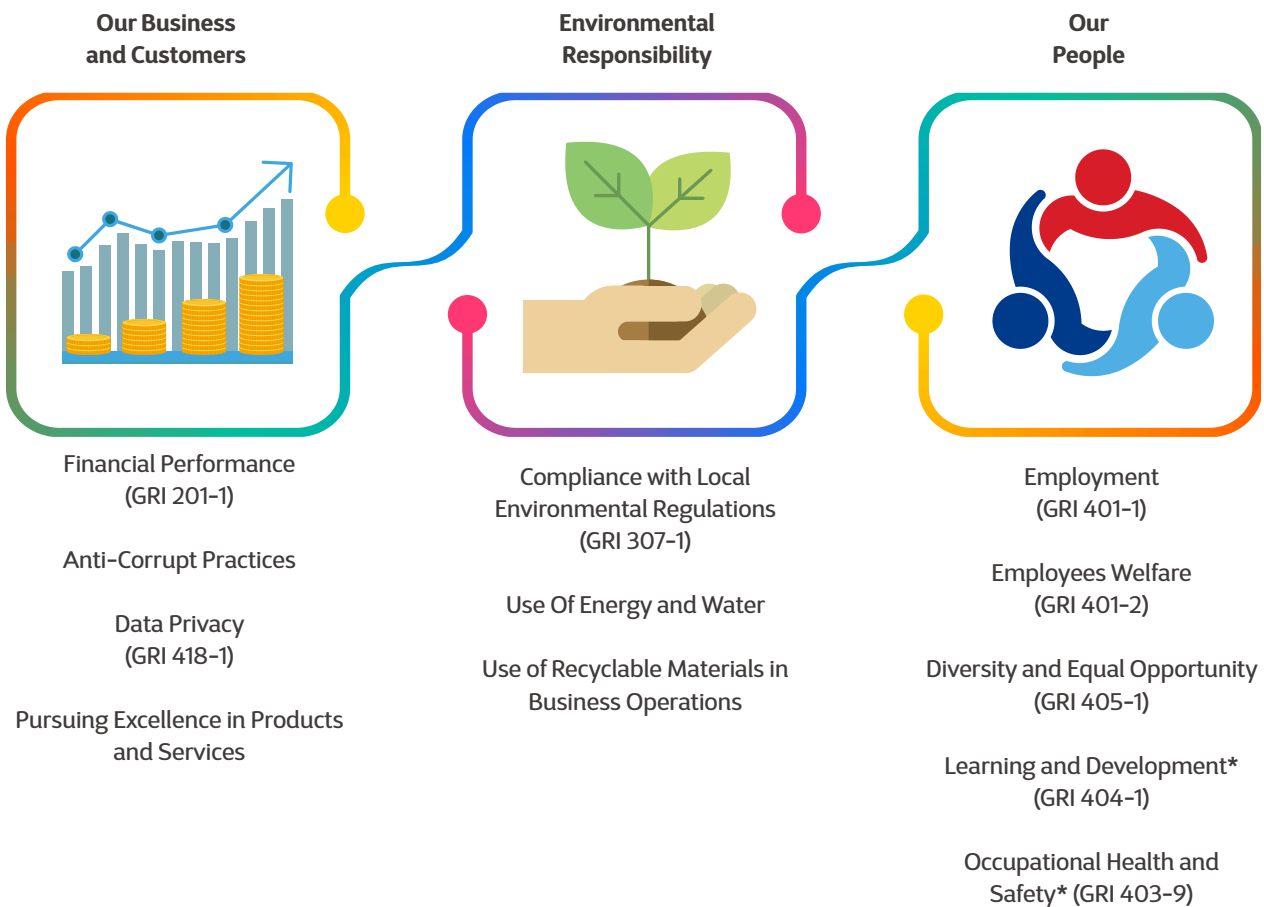 Our Business
and Customers
Financial Performance
(GRI 201-1)
Anti-Corrupt Practices
Data Privacy
(GRI 418-1)
Pursuing Excellence in Products
and Services
Environmental
Responsibility
Compliance with Local
Environmental Regulations
(GRI 307-1)
Use Of Energy and Water
Use of Recyclable Materials in
Business Operations
Our
People
Employment
(GRI 401-1)
Employees Welfare
(GRI 401-2)
Diversity and Equal Opportunity
(GRI 405-1)
Learning and Development*
(GRI 404-1)
Occupational Health and
Safety* (GRI 403-9)